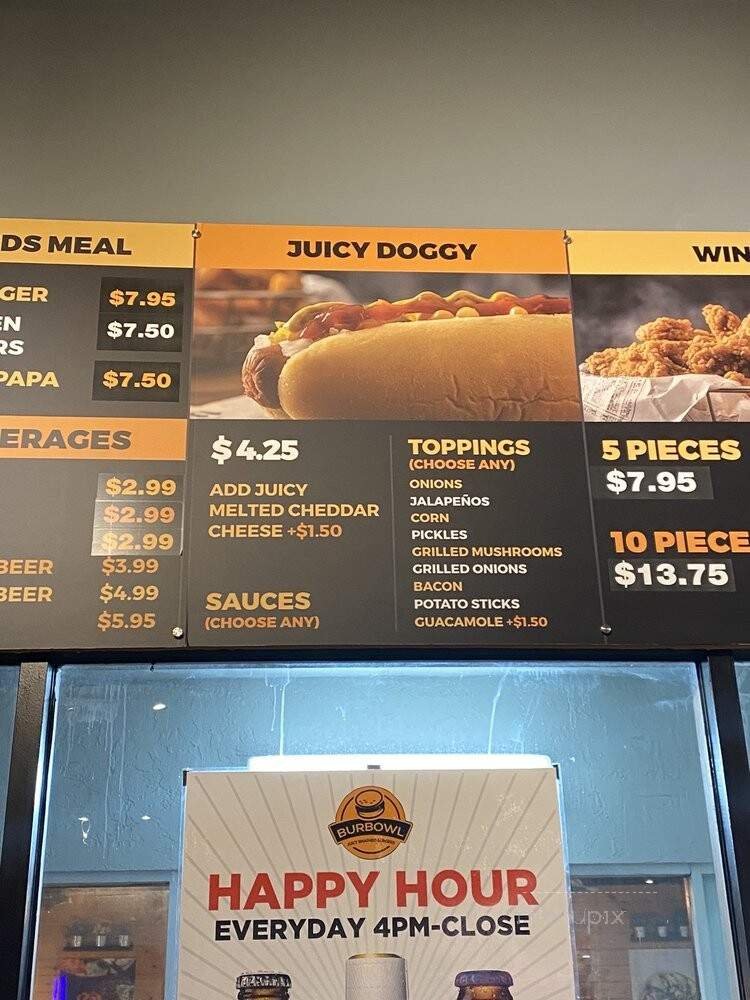 DS MEAL
GER $7.95
EN
RS $7.50
PAPA $7.50
ERAGES
$2.99
$2.99
$2.99
BEER $3.99
BEER $4.99
$5.95
JUICY DOGGY
$4.25
ADD JUICY
MELTED CHEDDAR
CHEESE +$1.50
SAUCES
(CHOOSE ANY)
TOPPINGS
(CHOOSE ANY)
ONIONS
JALAPEÑOS
CORN
PICKLES
GRILLED MUSHROOMS
GRILLED ONIONS
BACON
POTATO STICKS
GUACAMOLE +$1.50
WIN
5 PIECES
$7.95
10 PIECE
$13.75
BURBOWL
HAPPY HOUR
EVERYDAY 4PM-CLOSE